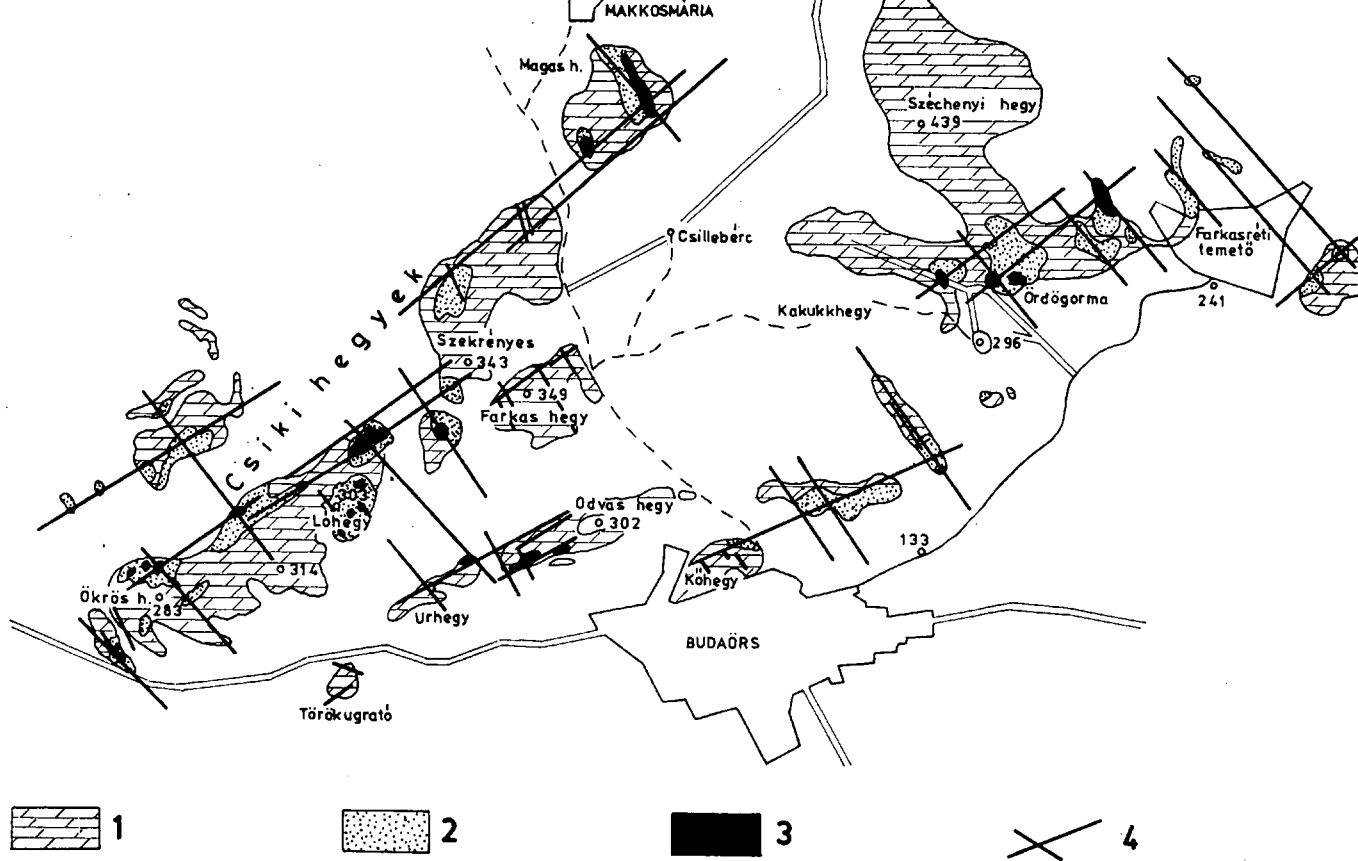 MAKKOSMÁRIA
Magas h.
Széchenyi hegy
439
Csillebérc
Farkasréti
temető
241
Ördögorma
Kakukkhegy
296
Csiki hegyek
Szekrényes
343
349
Farkas hegy
303
Lóhegy
Odvas hegy
302
314
133
Ökrös h.
283
Kőhegy
Úrhegy
BUDAÖRS
Törökugrató
1
2
3
4